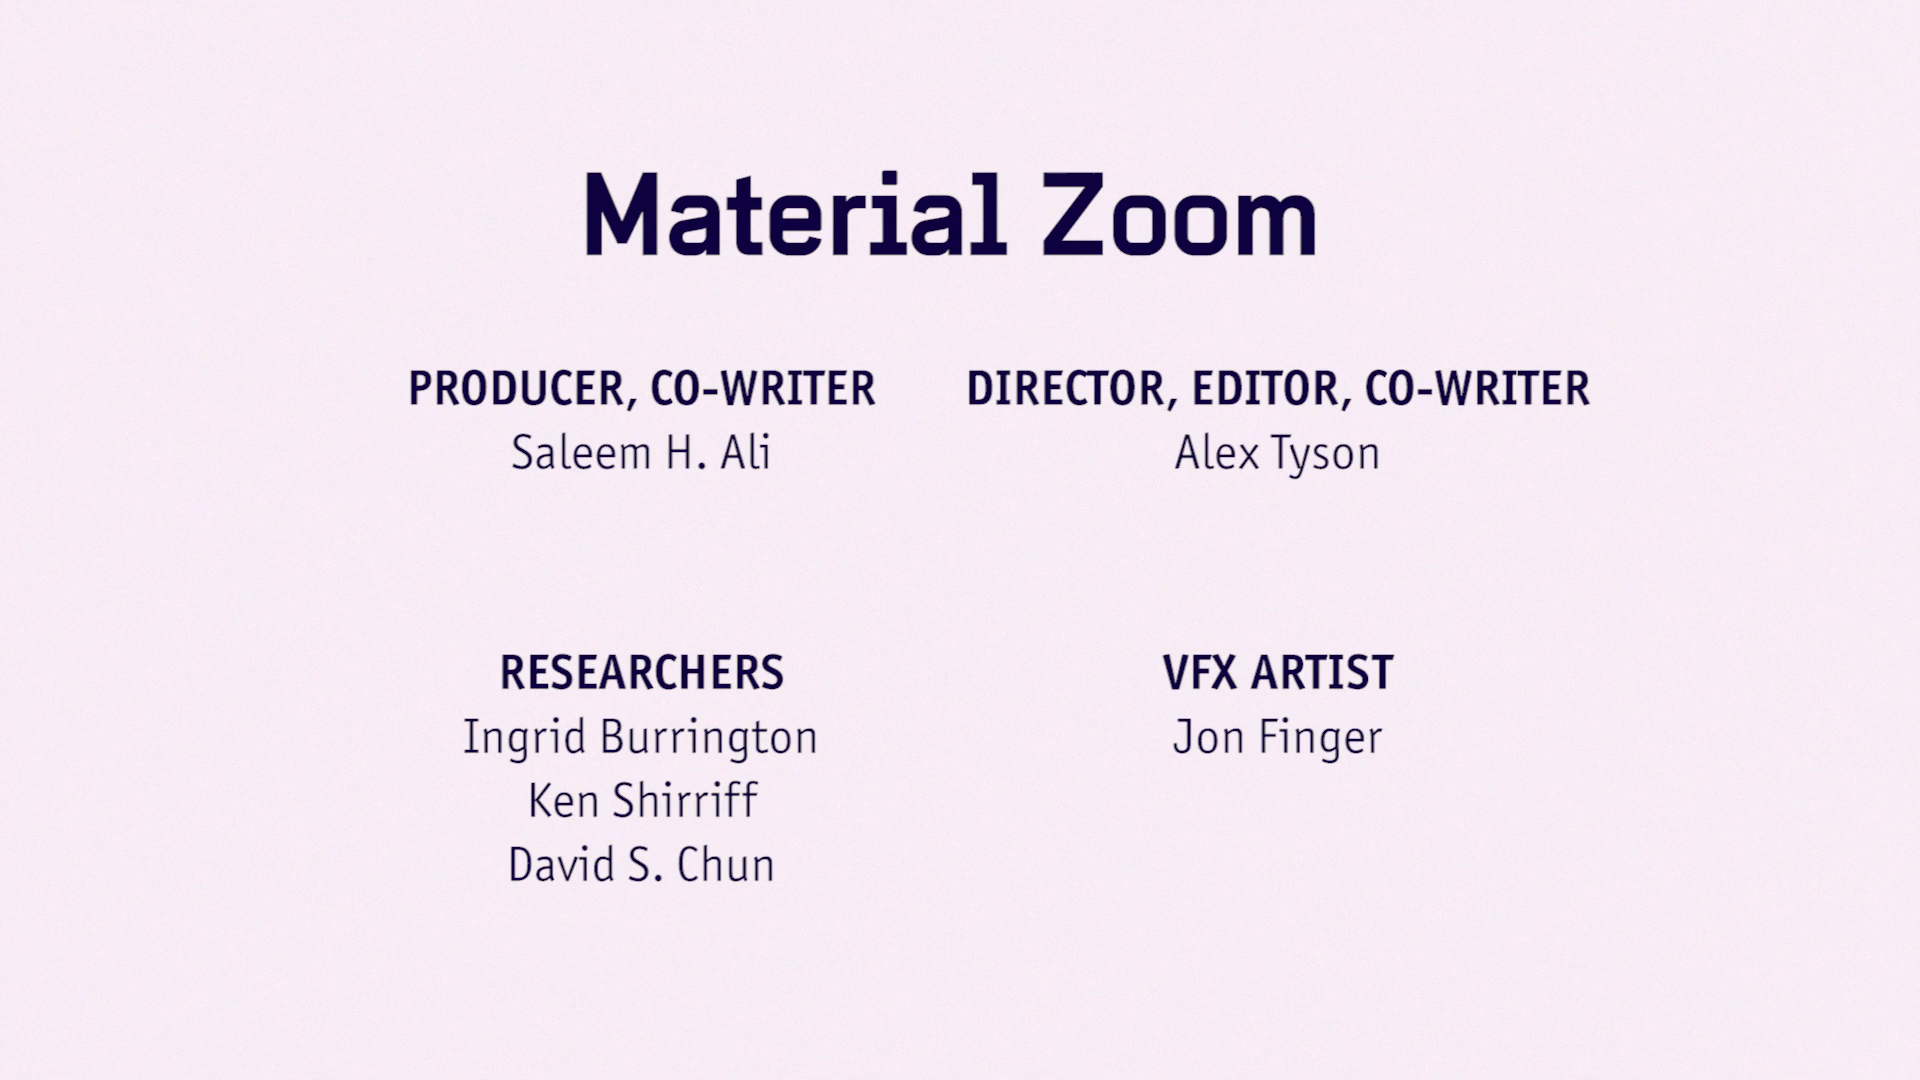 Material Zoom
PRODUCER, CO-WRITER
Saleem H. Ali
DIRECTOR, EDITOR, CO-WRITER
Alex Tyson
RESEARCHERS
Ingrid Burrington
Ken Shirriff
David S. Chun
VFX ARTIST
Jon Finger